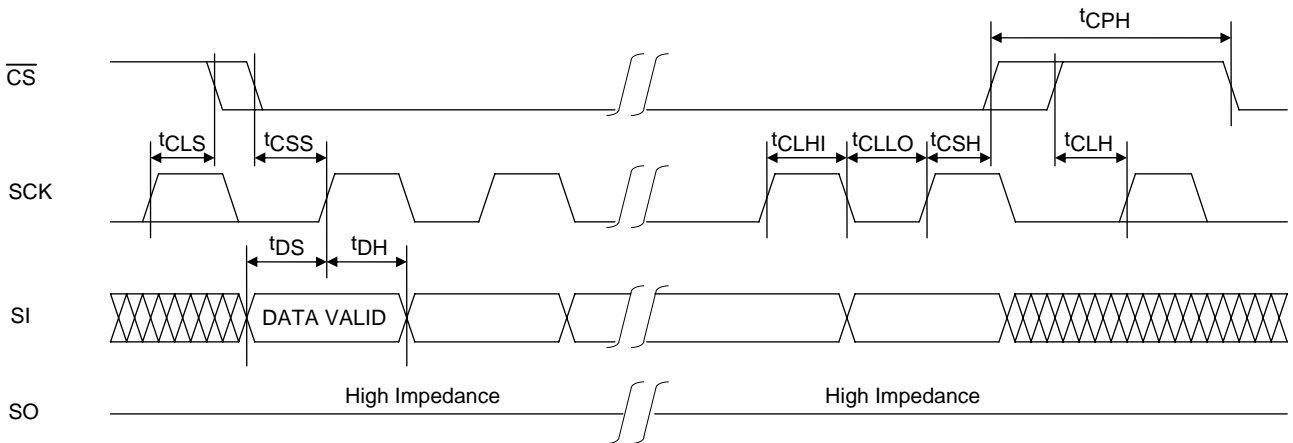 tCPH
CS
tCLS tCSS tCLHI tCLLO tCSH tCLH
SCK
tDS tDH
SI DATA VALID
High Impedance High Impedance
SO